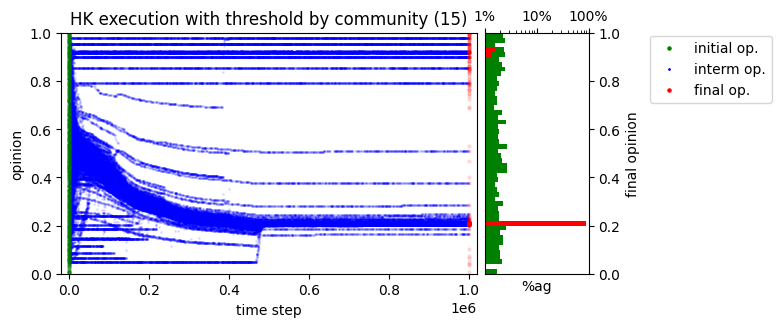 HK execution with threshold by community (15)
1% 10% 100%
1.0
0.8
0.6
0.4
0.2
0.0
opinion
0.0 0.2 0.4 0.6 0.8 1.0
1e6
time step
%ag
1.0
0.8
0.6
0.4
0.2
0.0
final opinion
initial op.
interm op.
final op.